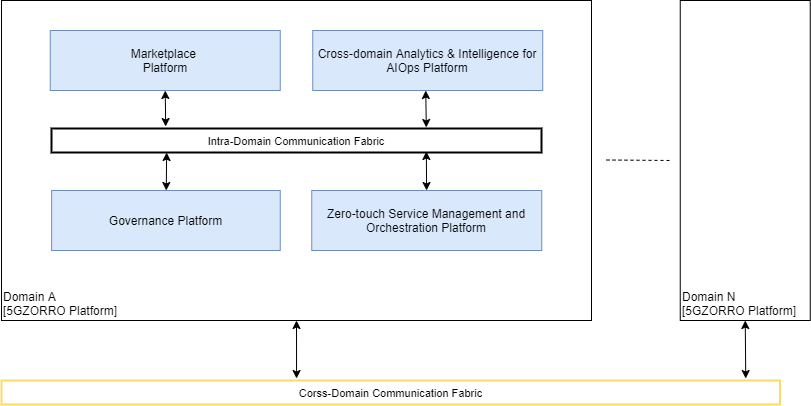 Marketplace
Platform
Cross-domain Analytics & Intelligence for
AIOps Platform
Intra-Domain Communication Fabric
Governance Platform
Zero-touch Service Management and
Orchestration Platform
Domain A
[5GZORRO Platform]
Domain N
[5GZORRO Platform]
Corss-Domain Communication Fabric